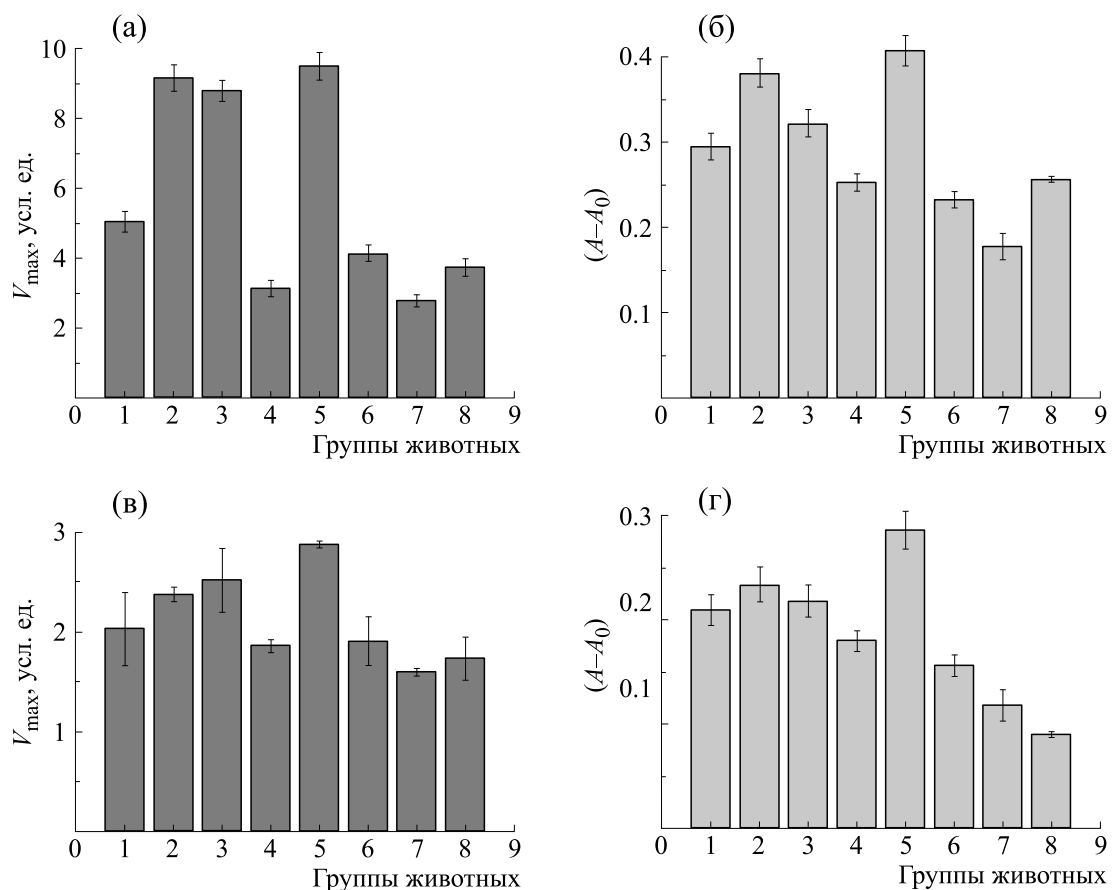 (а)
10
8
6
4
2
V_max, усл. ед.
0 1 2 3 4 5 6 7 8 9
Группы животных
(б)
0.4
0.3
0.2
0.1
(A–A_0)
0 1 2 3 4 5 6 7 8 9
Группы животных
(в)
3
2
1
V_max, усл. ед.
0 1 2 3 4 5 6 7 8 9
Группы животных
(г)
0.3
0.2
0.1
(A–A_0)
0 1 2 3 4 5 6 7 8 9
Группы животных